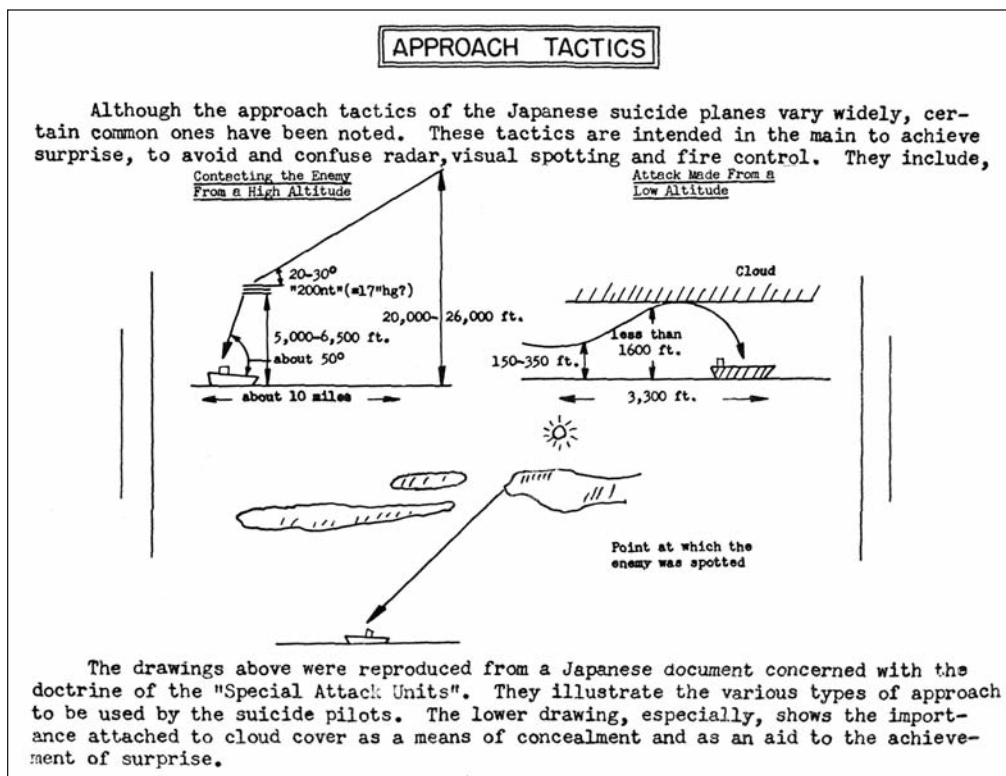 APPROACH TACTICS
Although the approach tactics of the Japanese suicide planes vary widely, cer-
tain common ones have been noted. These tactics are intended in the main to achieve
surprise, to avoid and confuse radar, visual spotting and fire control. They include,
Contecting the Enemy
From a High Altitude
Attack Made From a
Low Altitude
20-30°
"200nt"(=17"hg?)
5,000-6,500 ft.
about 50°
20,000-26,000 ft.
about 10 miles
Cloud
less than
1600 ft.
150-350 ft.
3,300 ft.
Point at which the
enemy was spotted
The drawings above were reproduced from a Japanese document concerned with the
doctrine of the "Special Attack Units". They illustrate the various types of approach
to be used by the suicide pilots. The lower drawing, especially, shows the import-
ance attached to cloud cover as a means of concealment and as an aid to the achieve-
ment of surprise.